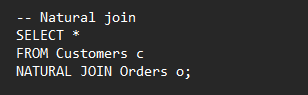 -- Natural join
SELECT *
FROM Customers c
NATURAL JOIN Orders o;